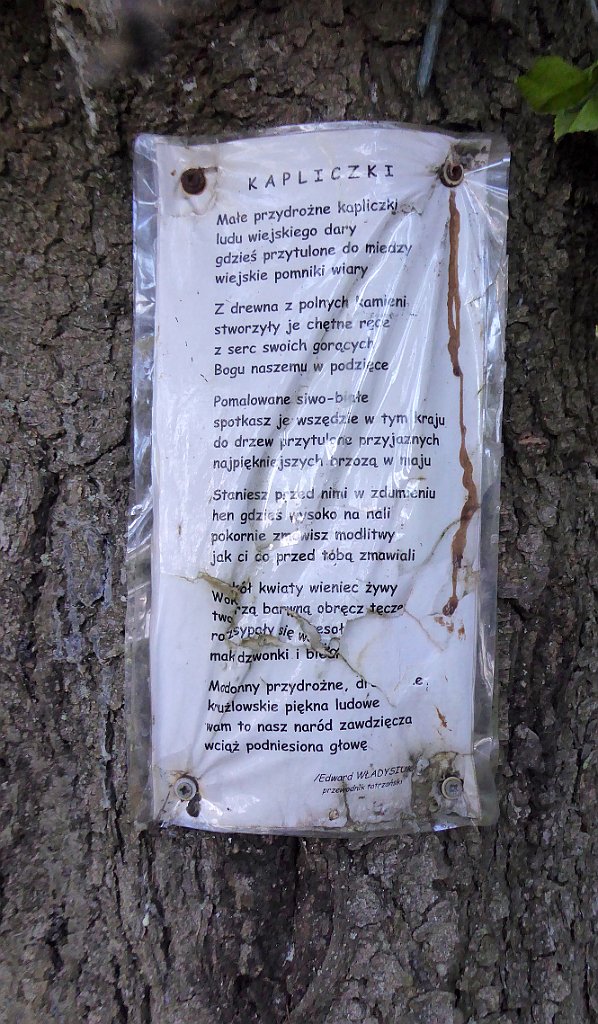 KAPLICZKI
Małe przydrożne kapliczki
ludu wiejskiego dary
gdzieś przytulone do miedzy
wiejskie pomniki wiary
Z drewna z polnych kamieni
stworzyły je chętne ręce
z serc swoich gorących
Bogu naszemu w podzięce
Pomalowane siwo-białe
spotkasz je wszędzie w tym kraju
do drzew przytulone przyjaznych
najpiękniejszych brzozą w maju
Staniesz przed nimi w zdumieniu
hen gdzieś wysoko na hali
pokornie zmówisz modlitwy
jak ci co przed tobą zmawiali
kwiaty wieniec żywy
barwną obręcz tęcze
się
mak dzwonki i
Madonny przydrożne,
kruźlowskie piękna ludowe
wam to nasz naród zawdzięcza
wciąż podniesioną głowę
/Edward
przewodnik tatrzański